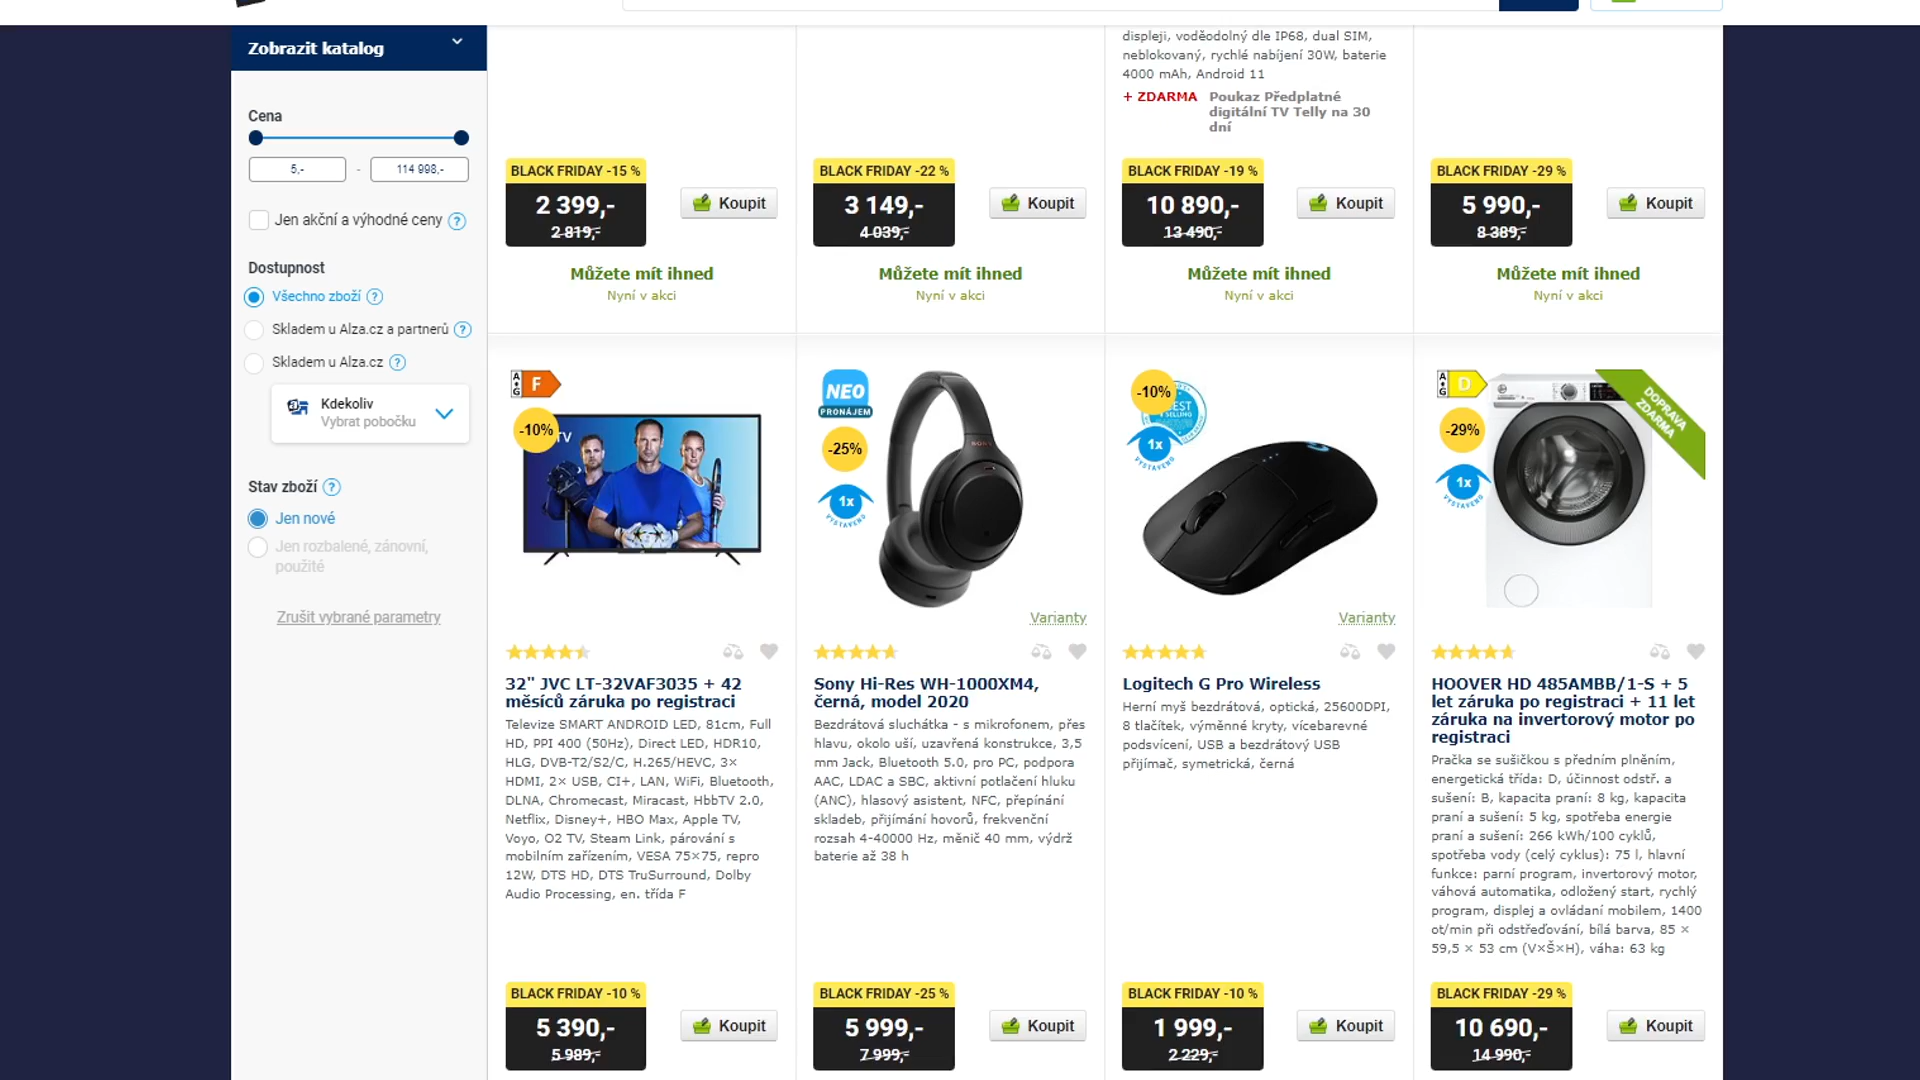 Zobrazit katalog
Cena
5,-
-
114 998,-
Jen akční a výhodné ceny ?
Dostupnost
Všechno zboží ?
Skladem u Alza.cz a partnerů ?
Skladem u Alza.cz ?
Kdekoliv
Vybrat pobočku
Stav zboží ?
Jen nové
Jen rozbalené, zánovní,
použité
Zrušit vybrané parametry
displeji, voděodolný dle IP68, dual SIM,
neblokovaný, rychlé nabíjení 30W, baterie
4000 mAh, Android 11
+ ZDARMA
Poukaz Předplatné
digitální TV Telly na 30
dní
BLACK FRIDAY -15 %
2 399,-
2 819,-
Koupit
Můžete mít ihned
Nyní v akci
BLACK FRIDAY -22 %
3 149,-
4 039,-
Koupit
Můžete mít ihned
Nyní v akci
BLACK FRIDAY -19 %
10 890,-
13 490,-
Koupit
Můžete mít ihned
Nyní v akci
BLACK FRIDAY -29 %
5 990,-
8 389,-
Koupit
Můžete mít ihned
Nyní v akci
A G F
-10%
TV
32" JVC LT-32VAF3035 + 42
měsíců záruka po registraci
Televize SMART ANDROID LED, 81cm, Full
HD, PPI 400 (50Hz), Direct LED, HDR10,
HLG, DVB-T2/S2/C, H.265/HEVC, 3×
HDMI, 2× USB, CI+, LAN, WiFi, Bluetooth,
DLNA, Chromecast, Miracast, HbbTV 2.0,
Netflix, Disney+, HBO Max, Apple TV,
Voyo, O2 TV, Steam Link, párování s
mobilním zařízením, VESA 75×75, repro
12W, DTS HD, DTS TruSurround, Dolby
Audio Processing, en. třída F
BLACK FRIDAY -10 %
5 390,-
5 989,-
Koupit
NEO
PRONÁJEM
-25%
1x
VYSTAVENO
SONY
Varianty
Sony Hi-Res WH-1000XM4,
černá, model 2020
Bezdrátová sluchátka - s mikrofonem, přes
hlavu, okolo uší, uzavřená konstrukce, 3,5
mm Jack, Bluetooth 5.0, pro PC, podpora
AAC, LDAC a SBC, aktivní potlačení hluku
(ANC), hlasový asistent, NFC, přepínání
skladeb, přijímání hovorů, frekvenční
rozsah 4-40000 Hz, měnič 40 mm, výdrž
baterie až 38 h
BLACK FRIDAY -25 %
5 999,-
7 999,-
Koupit
-10%
SELLING
1x
VYSTAVENO
Varianty
Logitech G Pro Wireless
Herní myš bezdrátová, optická, 25600DPI,
8 tlačítek, výměnné kryty, vícebarevné
podsvícení, USB a bezdrátový USB
přijímač, symetrická, černá
BLACK FRIDAY -10 %
1 999,-
2 229,-
Koupit
A G D
-29%
1x
VYSTAVENO
DOPRAVA
ZDARMA
HOOVER HD 485AMBB/1-S + 5
let záruka po registraci + 11 let
záruka na invertorový motor po
registraci
Pračka se sušičkou s předním plněním,
energetická třída: D, účinnost odstř. a
sušení: B, kapacita praní: 8 kg, kapacita
praní a sušení: 5 kg, spotřeba energie
praní a sušení: 266 kWh/100 cyklů,
spotřeba vody (celý cyklus): 75 l, hlavní
funkce: parní program, invertorový motor,
váhová automatika, odložený start, rychlý
program, displej a ovládaní mobilem, 1400
ot/min při odstřeďování, bílá barva, 85 ×
59,5 × 53 cm (V×Š×H), váha: 63 kg
BLACK FRIDAY -29 %
10 690,-
14 990,-
Koupit